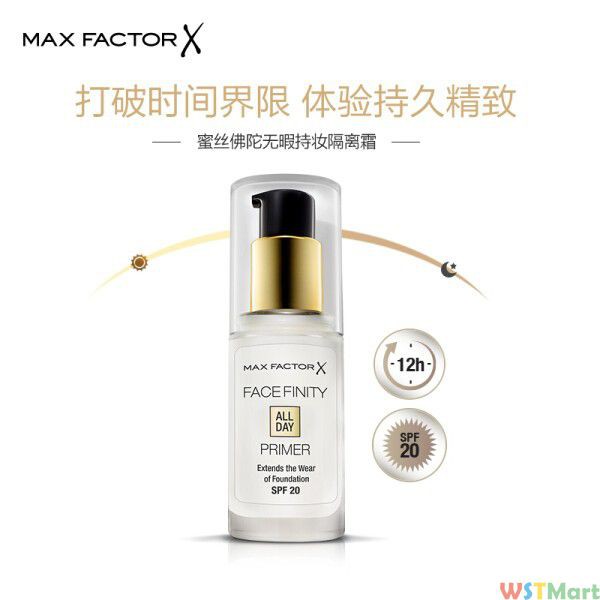 MAX FACTOR X
打破时间界限 体验持久精致
蜜丝佛陀无暇持妆隔离霜
MAX FACTOR X
FACEFINITY
ALL
DAY
PRIMER
Extends the Wear
of Foundation
SPF 20
12h
SPF
20
WSTMart